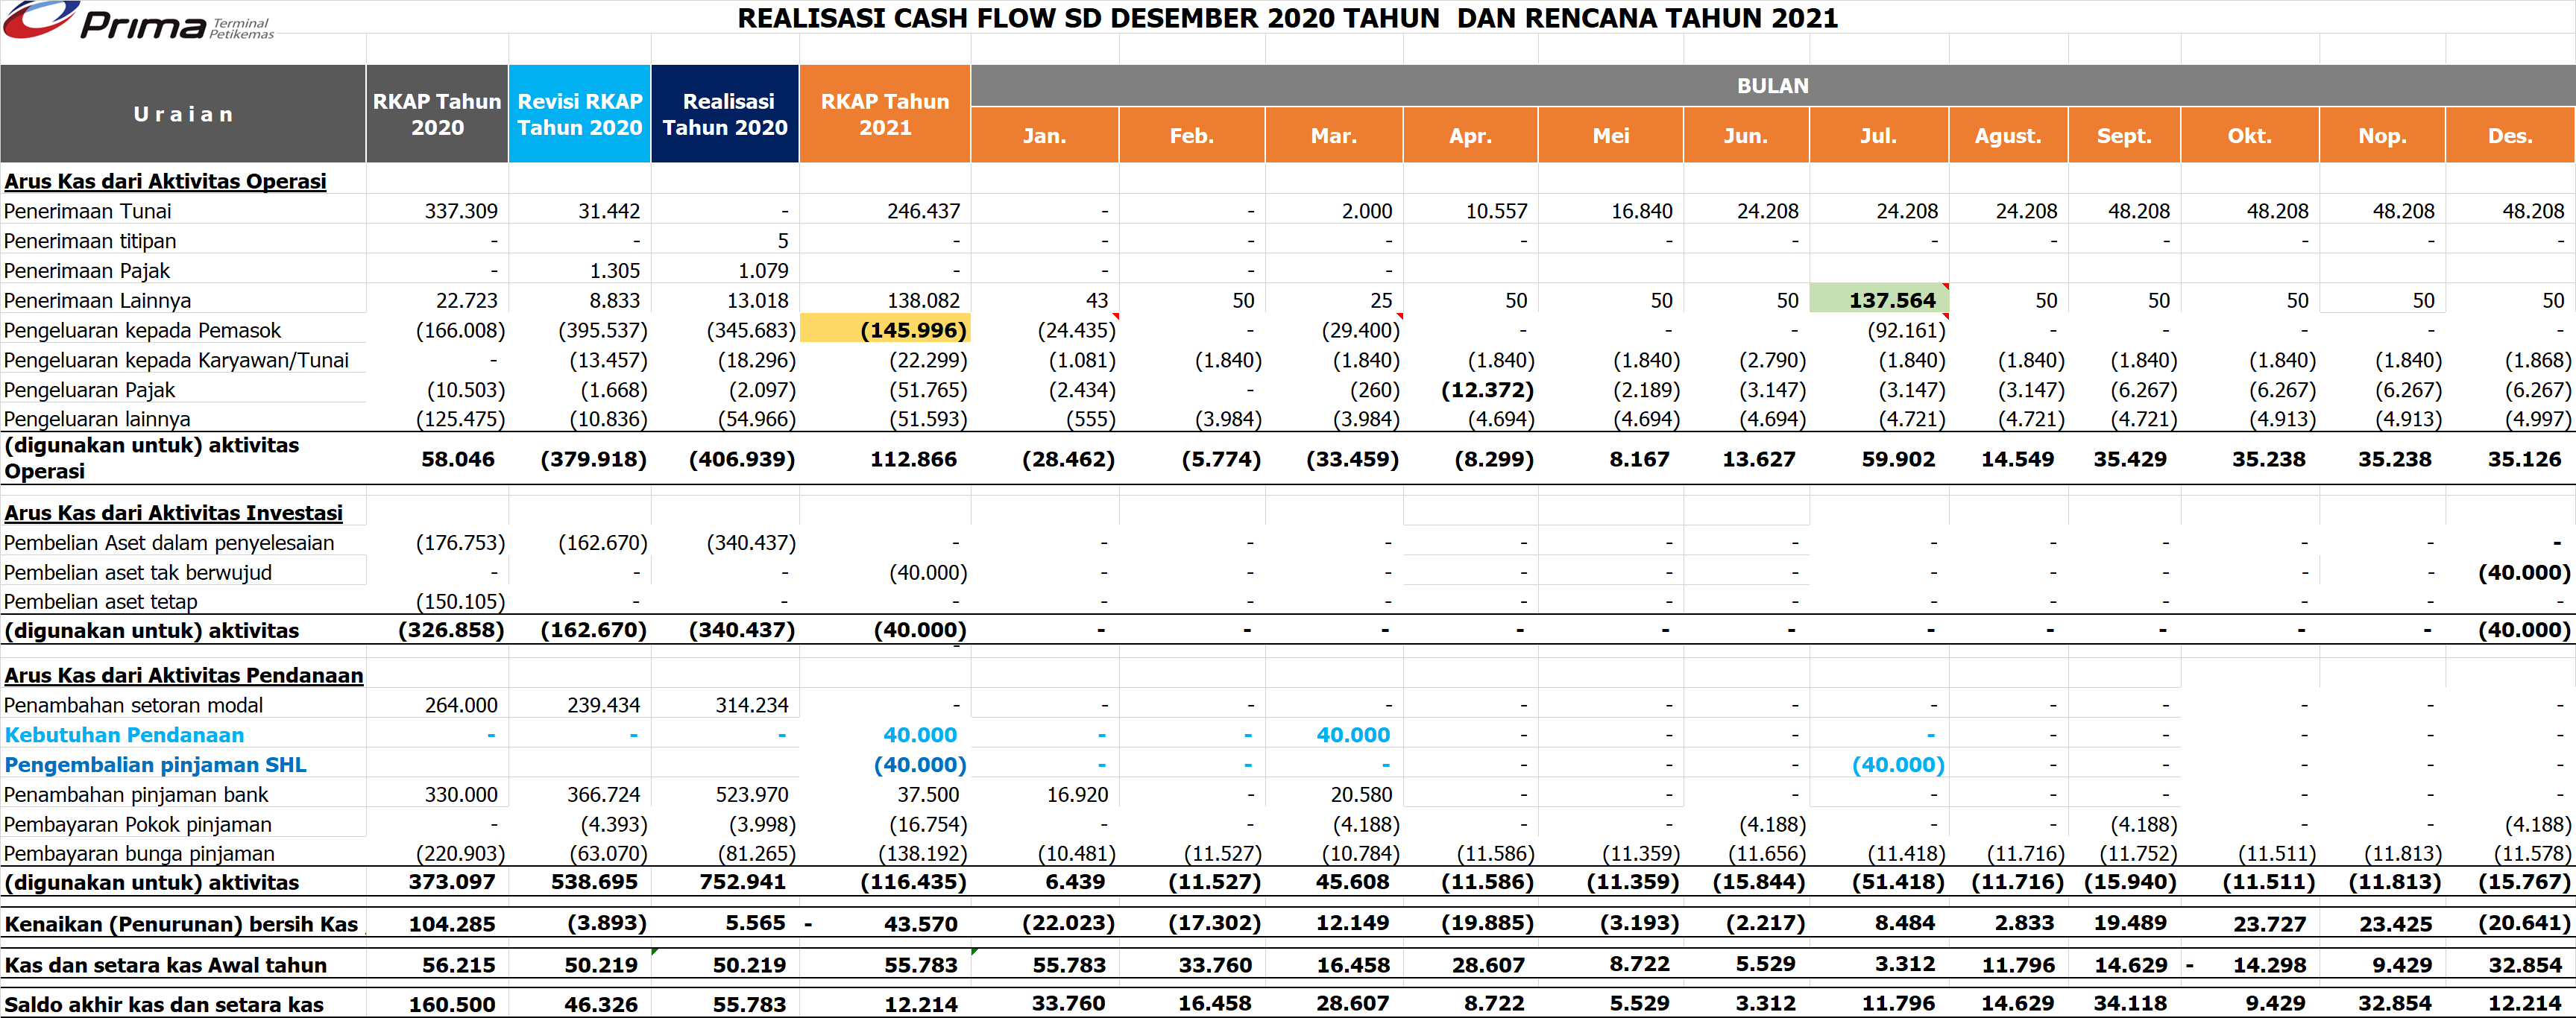 Prima Terminal Petikemas
REALISASI CASH FLOW SD DESEMBER 2020 TAHUN DAN RENCANA TAHUN 2021
U r a i a n RKAP Tahun 2020 Revisi RKAP Tahun 2020 Realisasi Tahun 2020 RKAP Tahun 2021 BULAN
Jan. Feb. Mar. Apr. Mei Jun. Jul. Agust. Sept. Okt. Nop. Des.
Arus Kas dari Aktivitas Operasi
Penerimaan Tunai 337.309 31.442 - 246.437 - - 2.000 10.557 16.840 24.208 24.208 24.208 48.208 48.208 48.208 48.208
Penerimaan titipan - - 5 - - - - - - - - - - - - -
Penerimaan Pajak - 1.305 1.079 - - - -
Penerimaan Lainnya 22.723 8.833 13.018 138.082 43 50 25 50 50 50 137.564 50 50 50 50 50
Pengeluaran kepada Pemasok (166.008) (395.537) (345.683) (145.996) (24.435) - (29.400) - - - (92.161) - - - - -
Pengeluaran kepada Karyawan/Tunai - (13.457) (18.296) (22.299) (1.081) (1.840) (1.840) (1.840) (1.840) (2.790) (1.840) (1.840) (1.840) (1.840) (1.840) (1.868)
Pengeluaran Pajak (10.503) (1.668) (2.097) (51.765) (2.434) - (260) (12.372) (2.189) (3.147) (3.147) (3.147) (6.267) (6.267) (6.267) (6.267)
Pengeluaran lainnya (125.475) (10.836) (54.966) (51.593) (555) (3.984) (3.984) (4.694) (4.694) (4.694) (4.721) (4.721) (4.721) (4.913) (4.913) (4.997)
(digunakan untuk) aktivitas
Operasi 58.046 (379.918) (406.939) 112.866 (28.462) (5.774) (33.459) (8.299) 8.167 13.627 59.902 14.549 35.429 35.238 35.238 35.126
Arus Kas dari Aktivitas Investasi
Pembelian Aset dalam penyelesaian (176.753) (162.670) (340.437) - - - - - - - - - - - - -
Pembelian aset tak berwujud - - - (40.000) - - - - - - - - - - - (40.000)
Pembelian aset tetap (150.105) - - - - - - - - - - - - - - -
(digunakan untuk) aktivitas (326.858) (162.670) (340.437) (40.000) - - - - - - - - - - - (40.000)
-
Arus Kas dari Aktivitas Pendanaan
Penambahan setoran modal 264.000 239.434 314.234 - - - - - - - - - - - - -
Kebutuhan Pendanaan - - - 40.000 - - 40.000 - - - - - - - - -
Pengembalian pinjaman SHL (40.000) - - - - - - (40.000) - - - - -
Penambahan pinjaman bank 330.000 366.724 523.970 37.500 16.920 - 20.580 - - - - - - - - -
Pembayaran Pokok pinjaman - (4.393) (3.998) (16.754) - - (4.188) - - (4.188) - - (4.188) - - (4.188)
Pembayaran bunga pinjaman (220.903) (63.070) (81.265) (138.192) (10.481) (11.527) (10.784) (11.586) (11.359) (11.656) (11.418) (11.716) (11.752) (11.511) (11.813) (11.578)
(digunakan untuk) aktivitas 373.097 538.695 752.941 (116.435) 6.439 (11.527) 45.608 (11.586) (11.359) (15.844) (51.418) (11.716) (15.940) (11.511) (11.813) (15.767)
Kenaikan (Penurunan) bersih Kas 104.285 (3.893) 5.565 - 43.570 (22.023) (17.302) 12.149 (19.885) (3.193) (2.217) 8.484 2.833 19.489 23.727 23.425 (20.641)
Kas dan setara kas Awal tahun 56.215 50.219 50.219 55.783 55.783 33.760 16.458 28.607 8.722 5.529 3.312 11.796 14.629 - 14.298 9.429 32.854
Saldo akhir kas dan setara kas 160.500 46.326 55.783 12.214 33.760 16.458 28.607 8.722 5.529 3.312 11.796 14.629 34.118 9.429 32.854 12.214